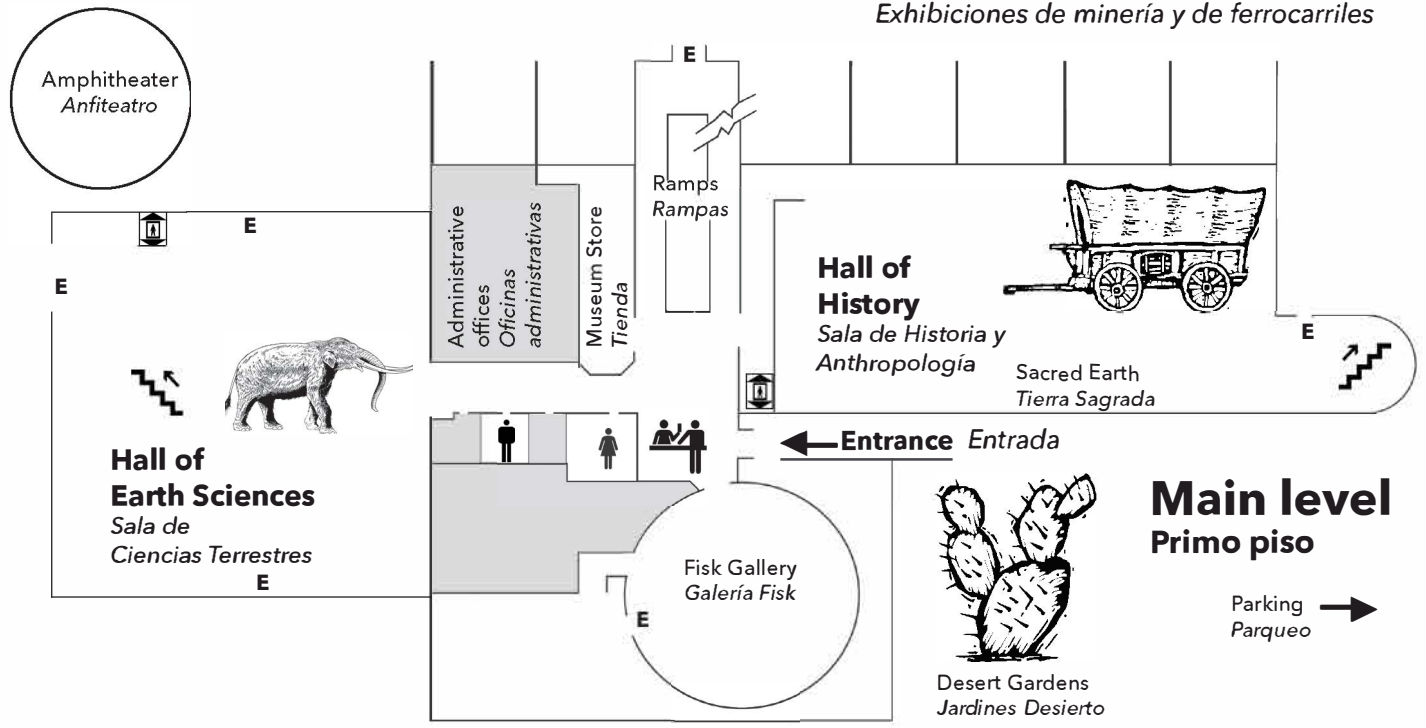 Exhibiciones de minería y de ferrocarriles
Amphitheater
Anfiteatro
E
E
E
Administrative
offices
Oficinas
administrativas
Museum Store
Tienda
Ramps
Rampas
Hall of
History
Sala de Historia y
Anthropología
Sacred Earth
Tierra Sagrada
E
Hall of
Earth Sciences
Sala de
Ciencias Terrestres
E
Entrance Entrada
Main level
Primo piso
Fisk Gallery
Galería Fisk
E
Parking
Parqueo
Desert Gardens
Jardines Desierto